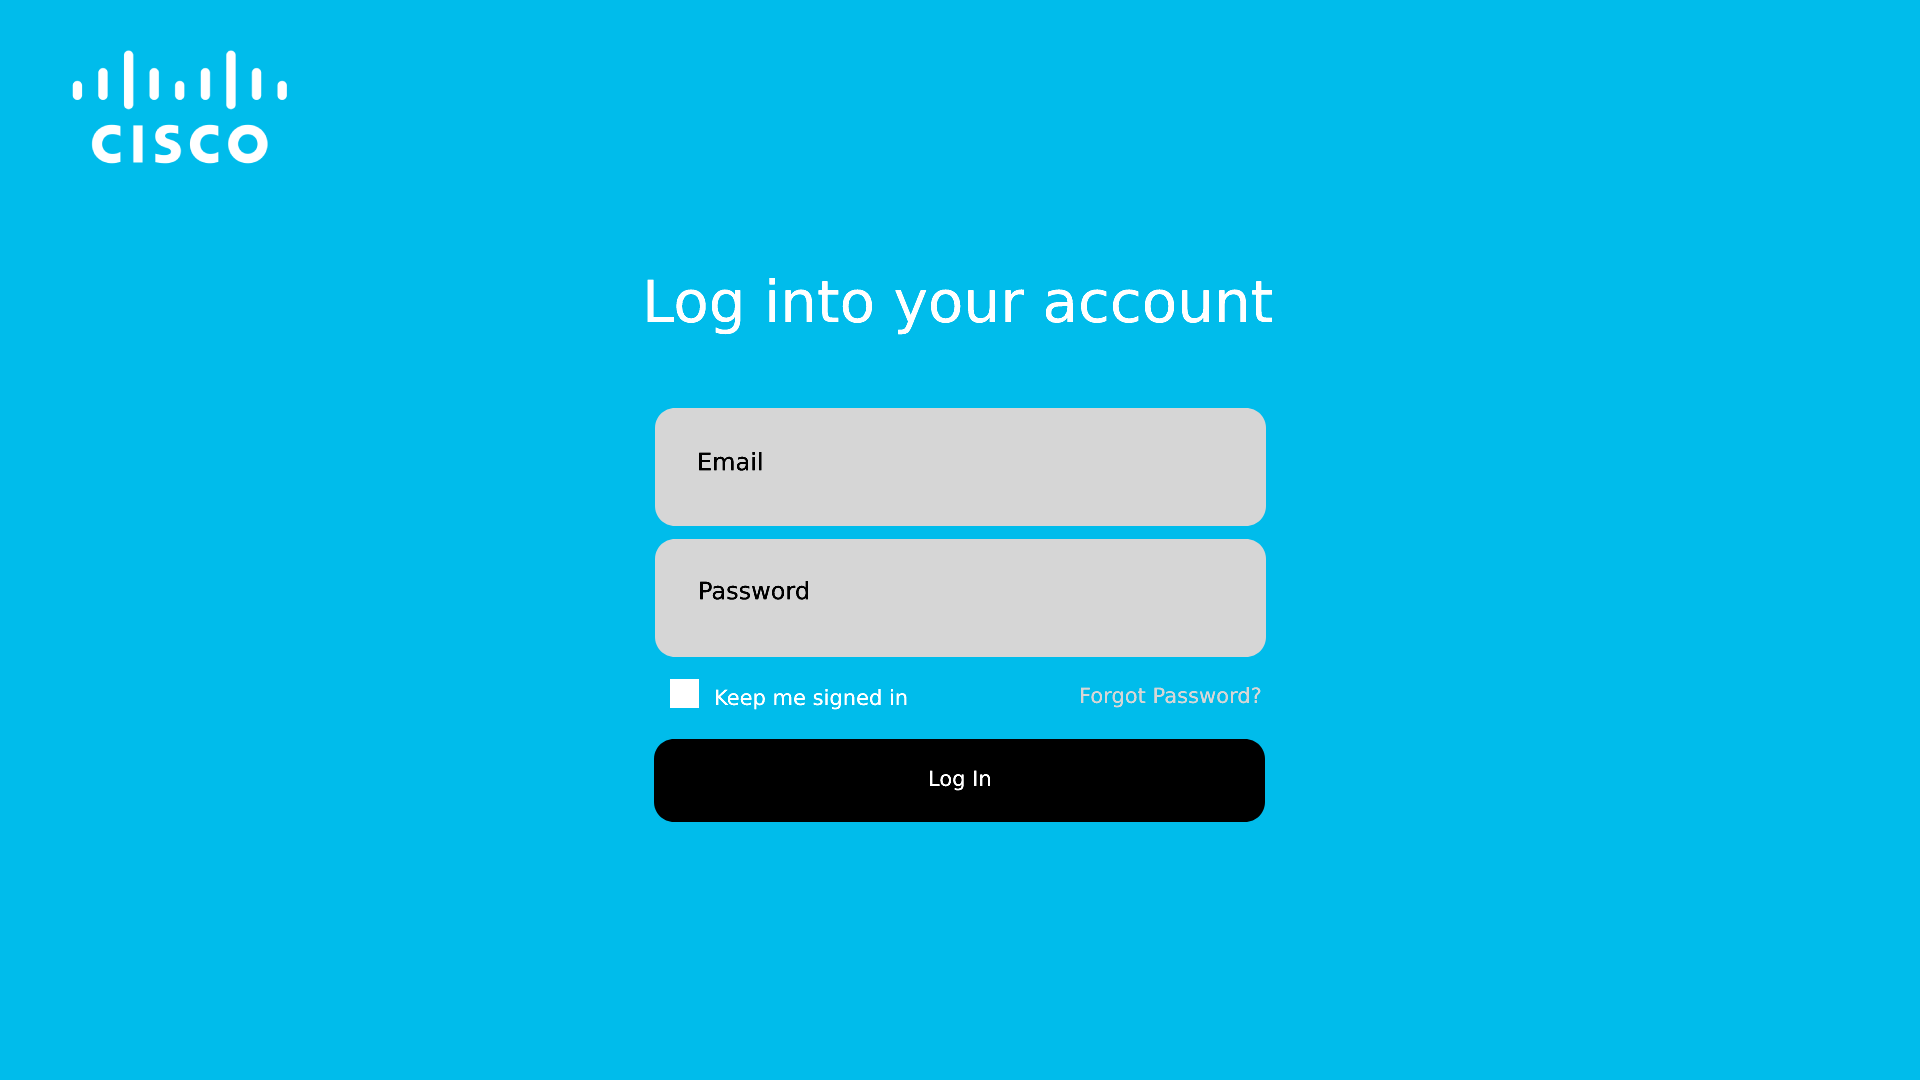 CISCO
Log into your account
Email
Password
Keep me signed in
Forgot Password?
Log In